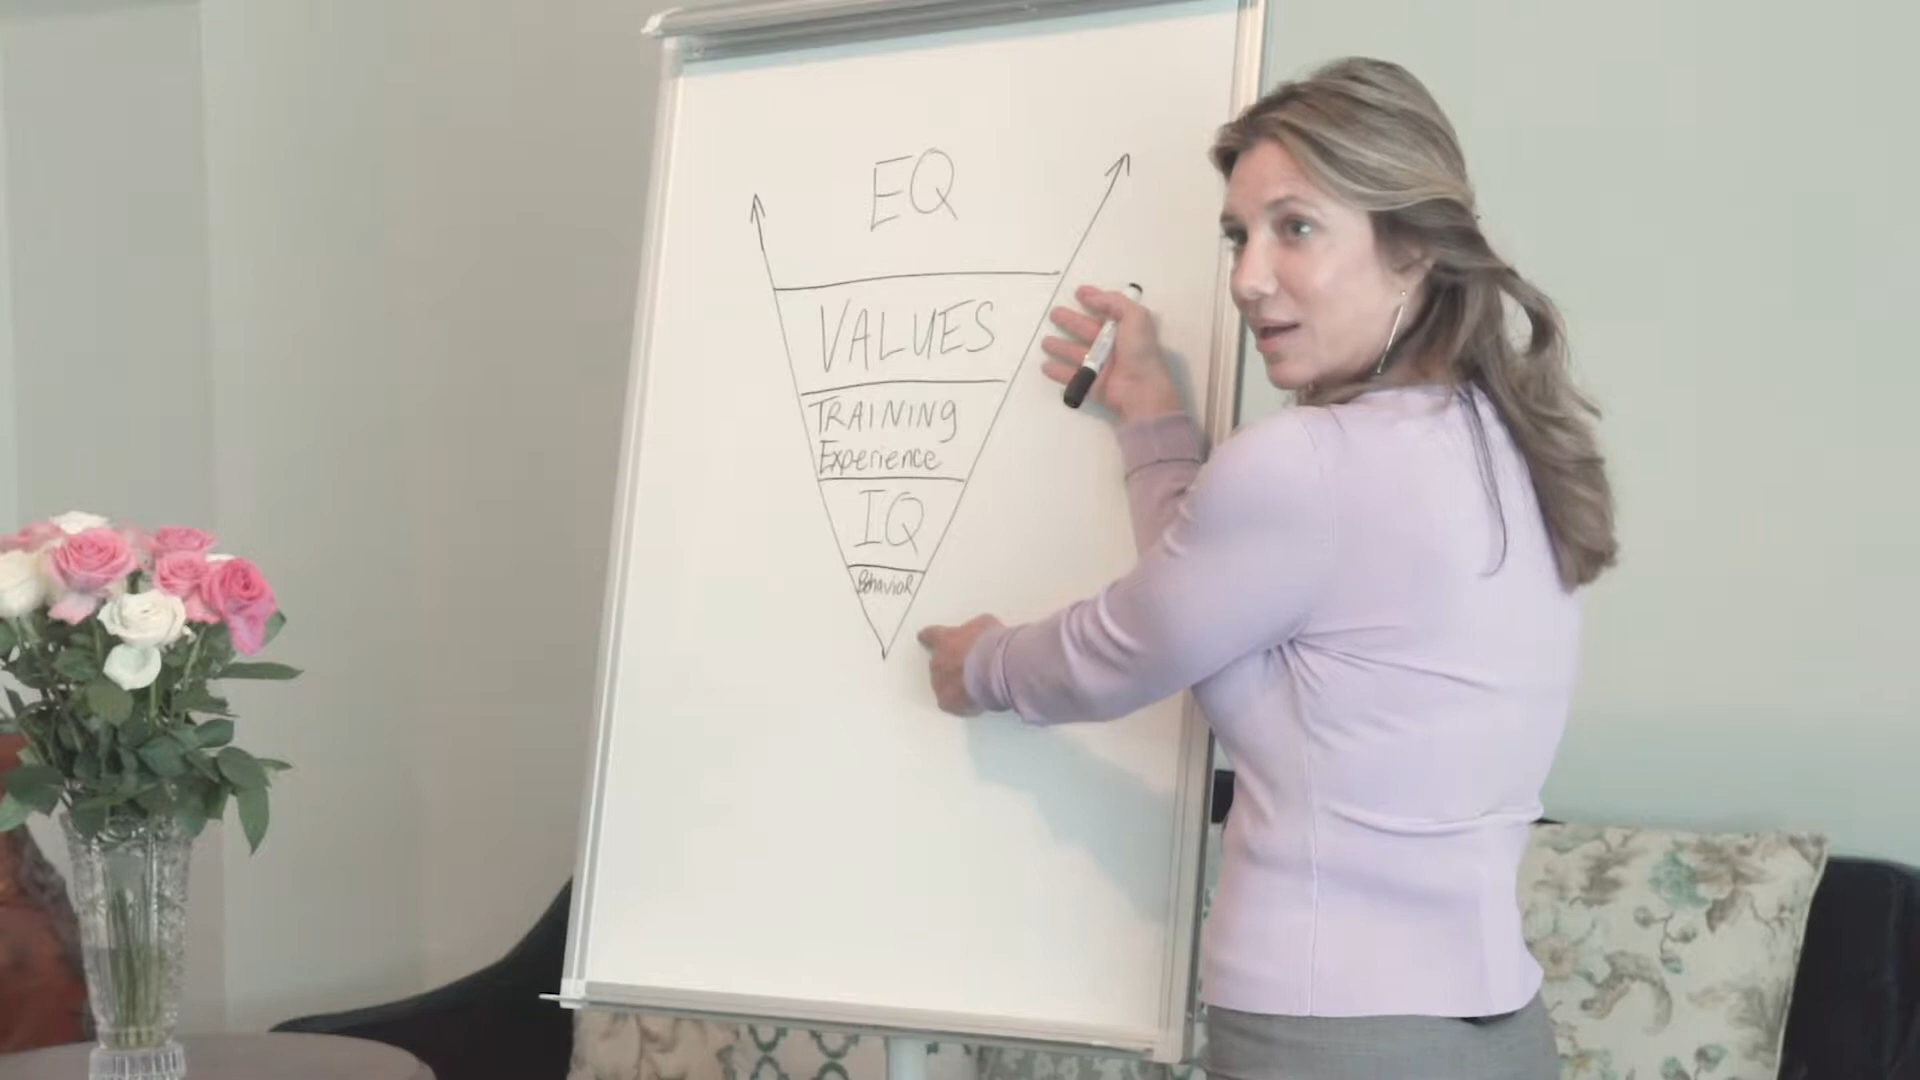 EQ
VALUES
TRAINING
Experience
IQ
Behavior